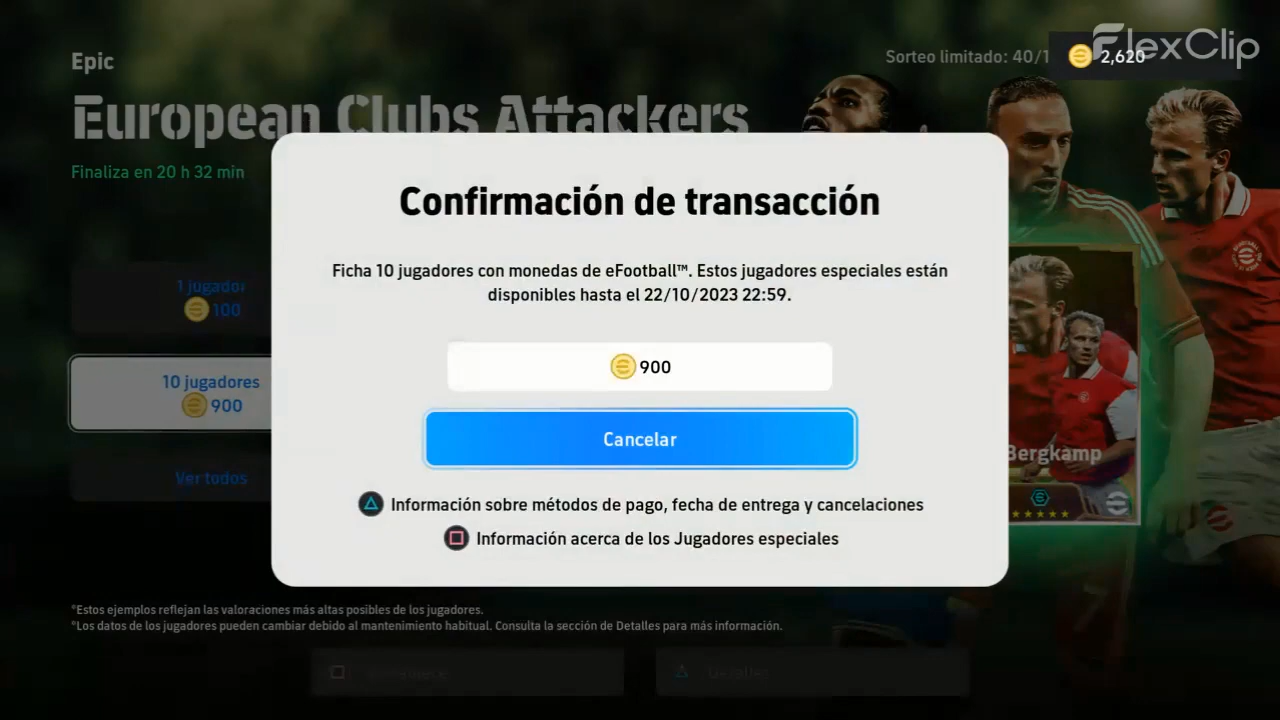 Epic
Sorteo limitado: 40/1
2,620
FlexClip
European Clubs Attackers
Finaliza en 20 h 32 min
Confirmación de transacción
Ficha 10 jugadores con monedas de eFootball™. Estos jugadores especiales están
disponibles hasta el 22/10/2023 22:59.
1 jugador
100
900
10 jugadores
900
Cancelar
Bergkamp
Ver todos
Información sobre métodos de pago, fecha de entrega y cancelaciones
Información acerca de los Jugadores especiales
*Estos ejemplos reflejan las valoraciones más altas posibles de los jugadores.
*Los datos de los jugadores pueden cambiar debido al mantenimiento habitual. Consulta la sección de Detalles para más información.
Detalles